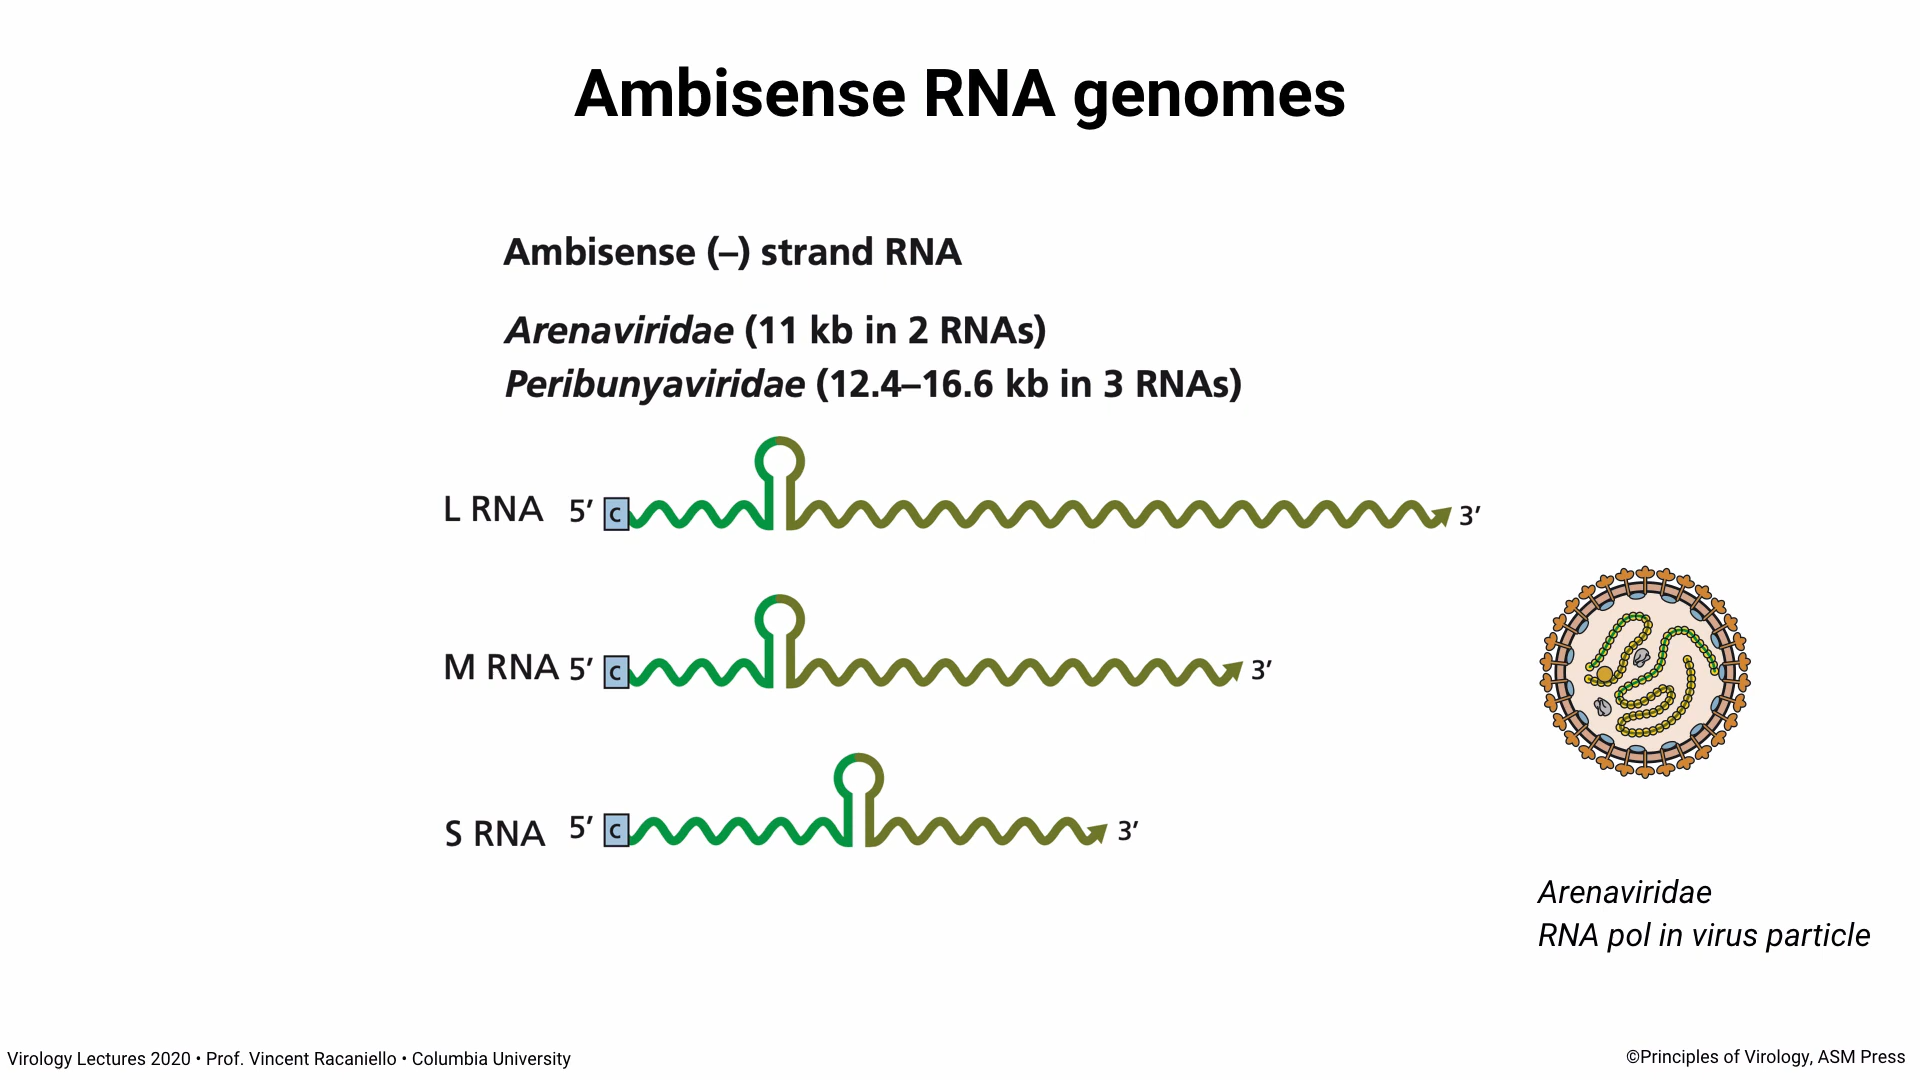 Ambisense RNA genomes
Ambisense (–) strand RNA
Arenaviridae (11 kb in 2 RNAs)
Peribunyaviridae (12.4–16.6 kb in 3 RNAs)
L RNA 5′ c 3′
M RNA 5′ c 3′
S RNA 5′ c 3′
Arenaviridae
RNA pol in virus particle
Virology Lectures 2020 • Prof. Vincent Racaniello • Columbia University
©Principles of Virology, ASM Press